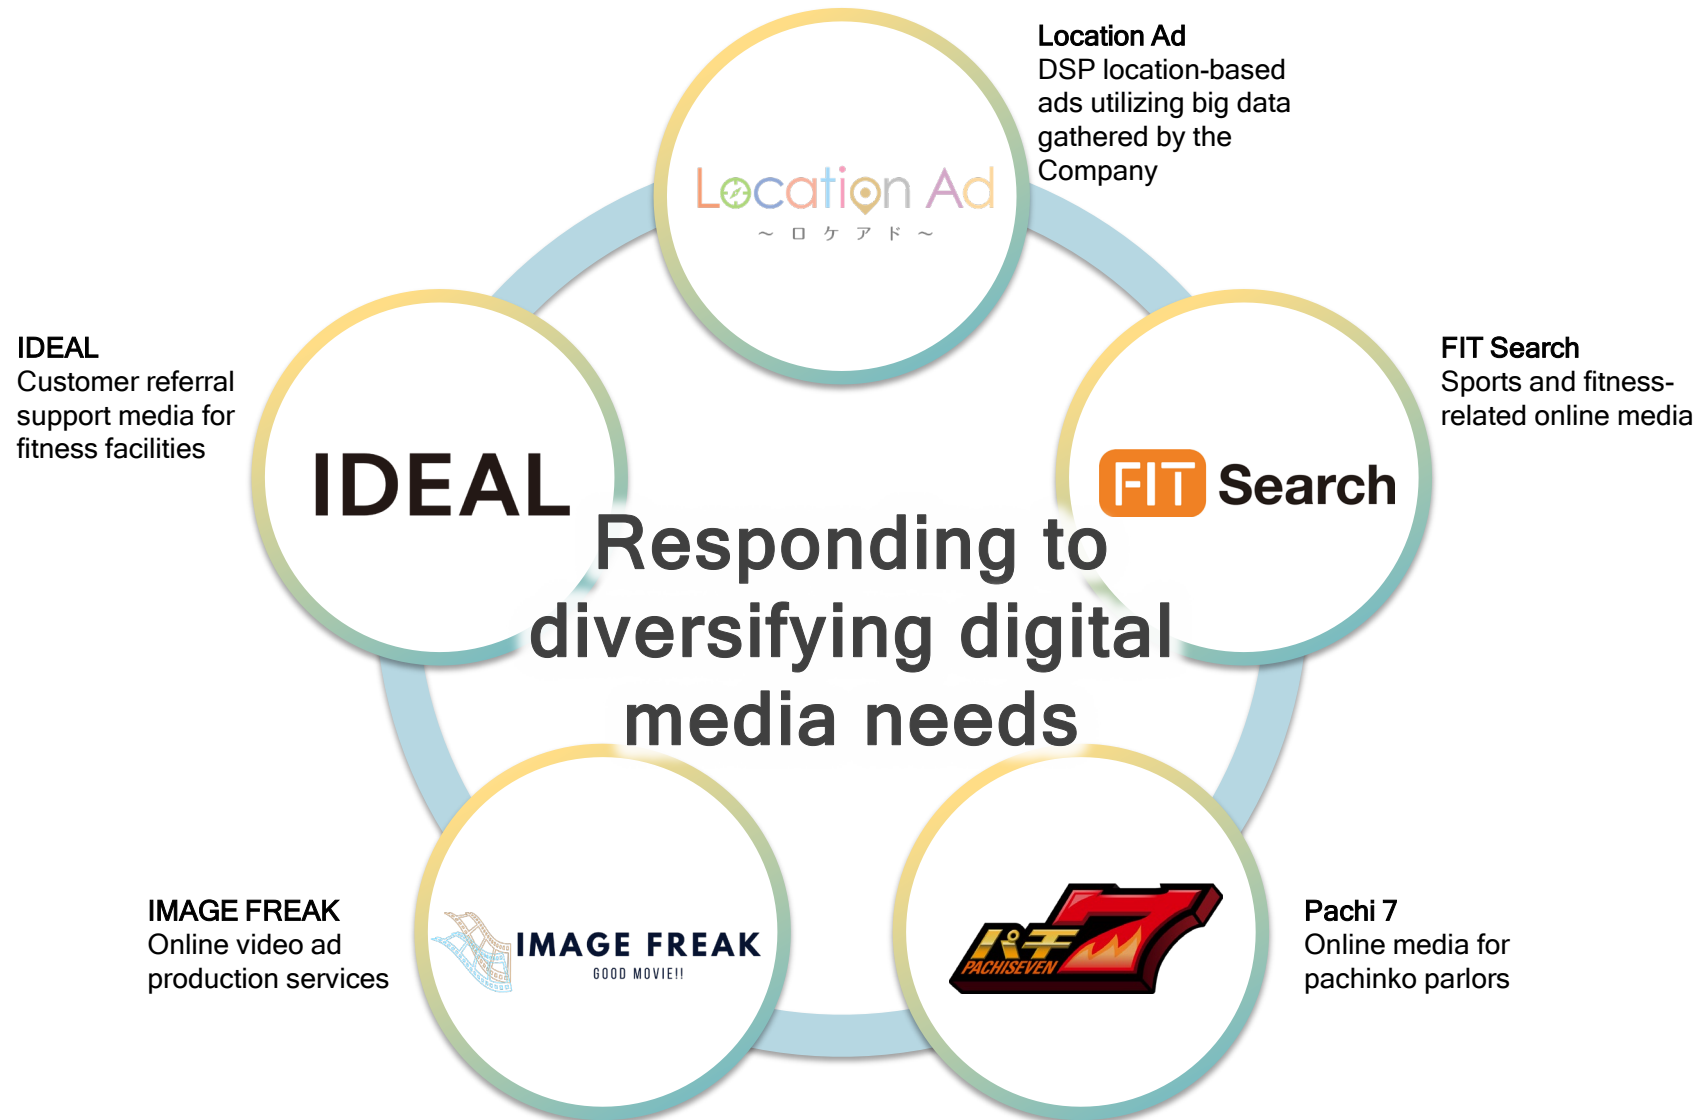 Location Ad
DSP location-based
ads utilizing big data
gathered by the
Company
Location Ad
～ロケアド～
IDEAL
Customer referral
support media for
fitness facilities
IDEAL
FIT Search
FIT Search
Sports and fitness-
related online media
Responding to
diversifying digital
media needs
IMAGE FREAK
Online video ad
production services
IMAGE FREAK
GOOD MOVIE!!
パチ7
PACHISEVEN
Pachi 7
Online media for
pachinko parlors